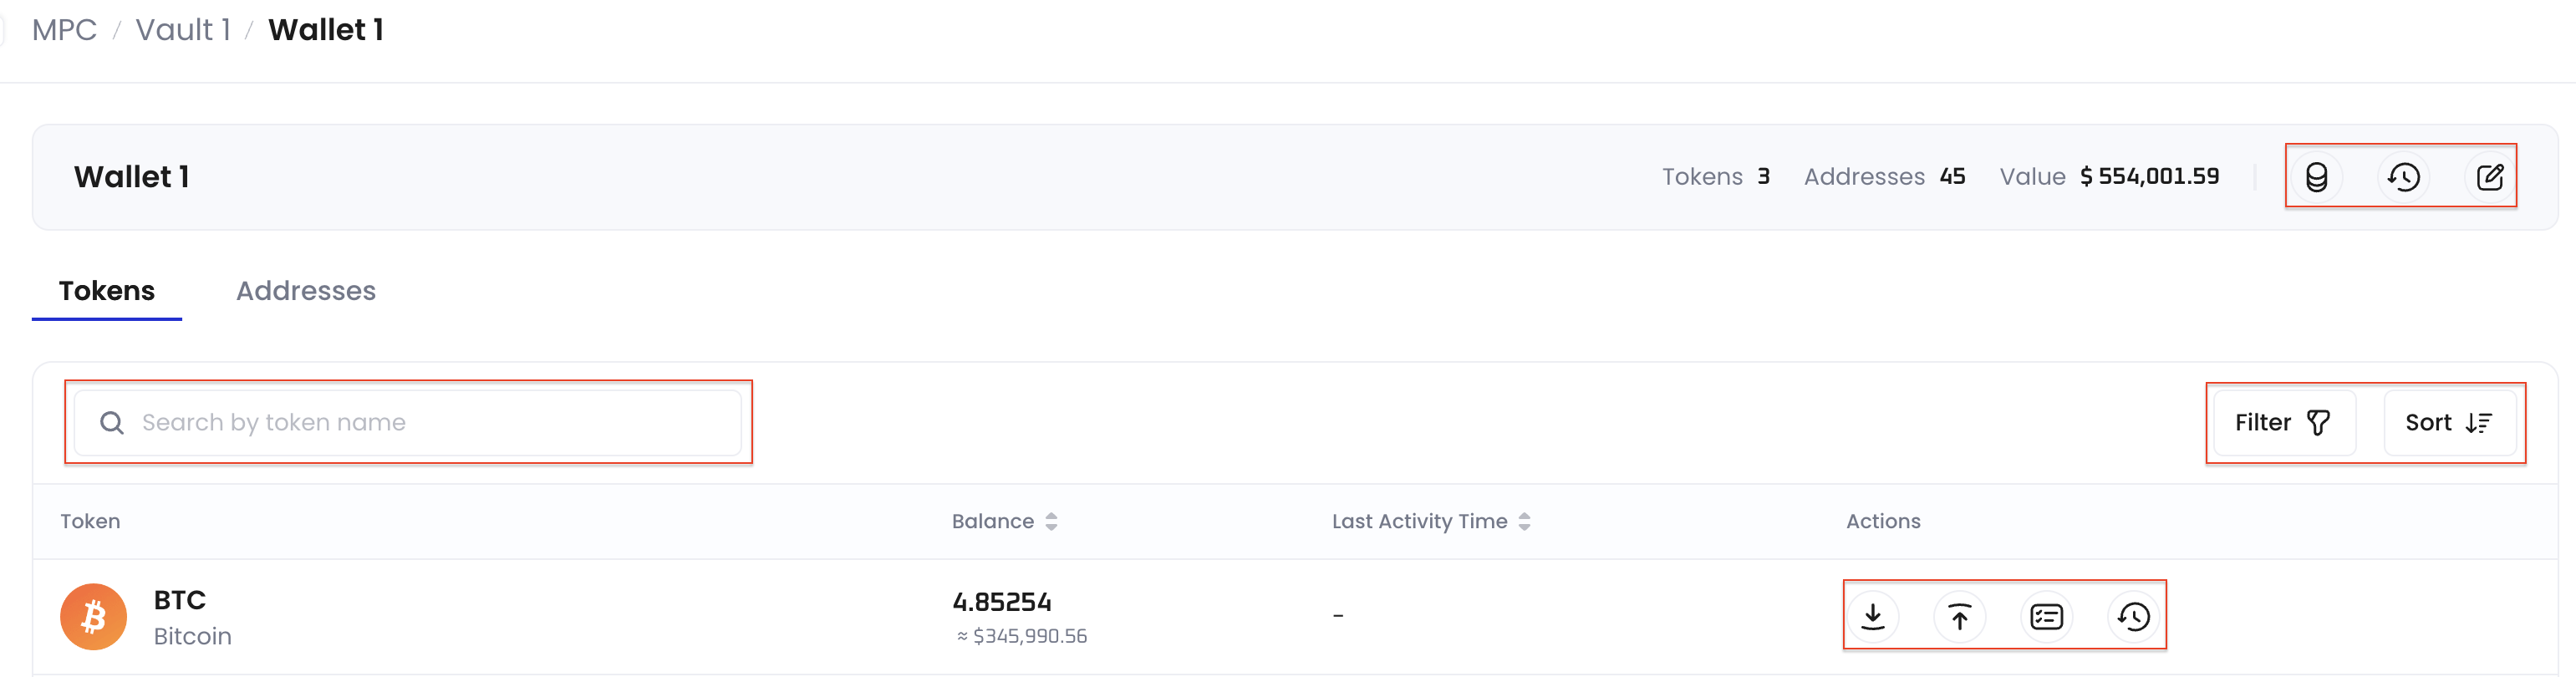 MPC / Vault 1 / Wallet 1
Wallet 1 Tokens 3 Addresses 45 Value $ 554,001.59
Tokens Addresses
Search by token name Filter Sort
Token Balance Last Activity Time Actions
BTC 4.85254 -
Bitcoin ≈ $345,990.56